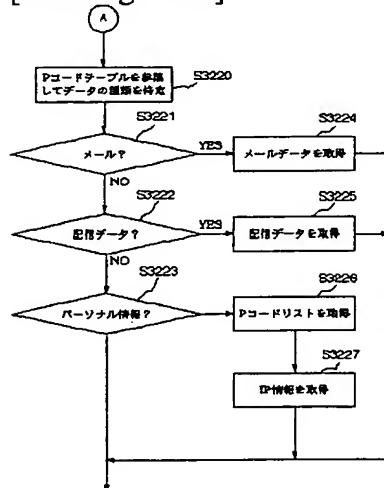 A
Pコードテーブルを参照
してデータの種類を特定
S3220
S3221
メール?
YES
S3224
メールデータを取得
NO
S3222
配信データ?
YES
S3225
配信データを取得
NO
S3223
パーソナル情報?
S3226
Pコードリストを取得
S3227
IP情報を取得